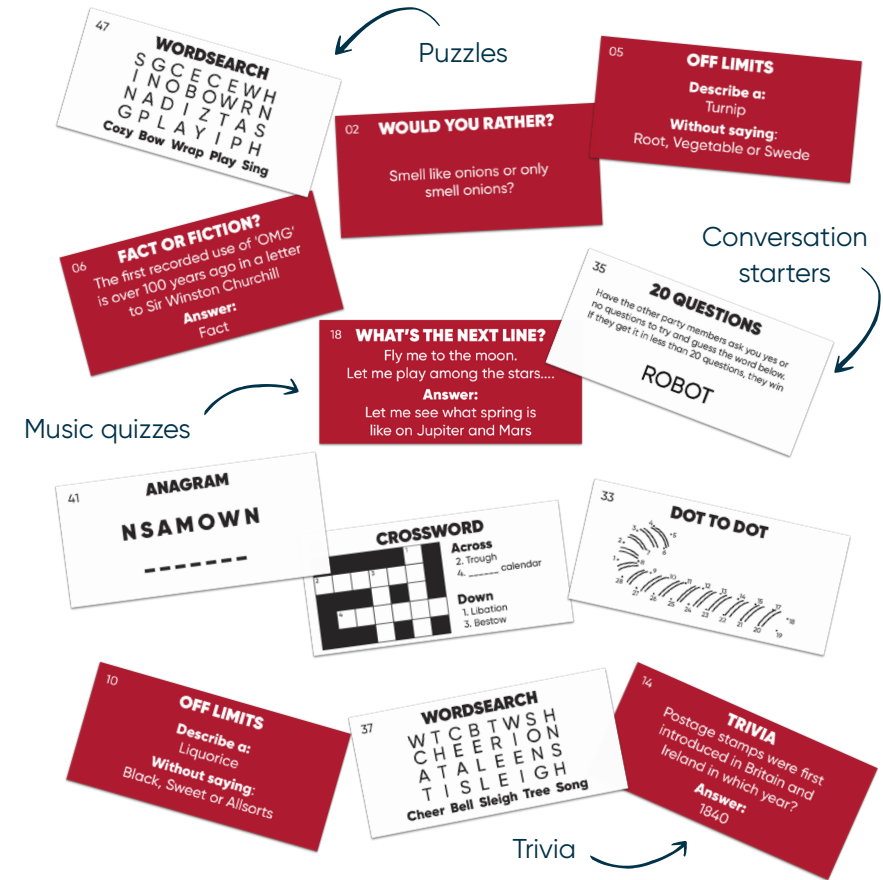 Puzzles
47
WORDSEARCH
S G C E C E W H
I N O B O W R N
N A D I Z T A S
G P L A Y I P H
Cozy Bow Wrap Play Sing
02
WOULD YOU RATHER?
Smell like onions or only
smell onions?
05
OFF LIMITS
Describe a:
Turnip
Without saying:
Root, Vegetable or Swede
06
FACT OR FICTION?
The first recorded use of ‘OMG’
is over 100 years ago in a letter
to Sir Winston Churchill
Answer:
Fact
Conversation
starters
35
20 QUESTIONS
Have the other party members ask you yes or
no questions to try and guess the word below.
If they get it in less than 20 questions, they win
ROBOT
18
WHAT’S THE NEXT LINE?
Fly me to the moon.
Let me play among the stars....
Answer:
Let me see what spring is
like on Jupiter and Mars
Music quizzes
41
ANAGRAM
NSAMOWN
_ _ _ _ _ _ _
CROSSWORD
Across
2. Trough
4. ______ calendar
Down
1. Libation
3. Bestow
33
DOT TO DOT
10
OFF LIMITS
Describe a:
Liquorice
Without saying:
Black, Sweet or Allsorts
37
WORDSEARCH
W T C B T W S H
C H E E R I O N
A T A L E E N S
T I S L E I G H
Cheer Bell Sleigh Tree Song
14
TRIVIA
Postage stamps were first
introduced in Britain and
Ireland in which year?
Answer:
1840
Trivia